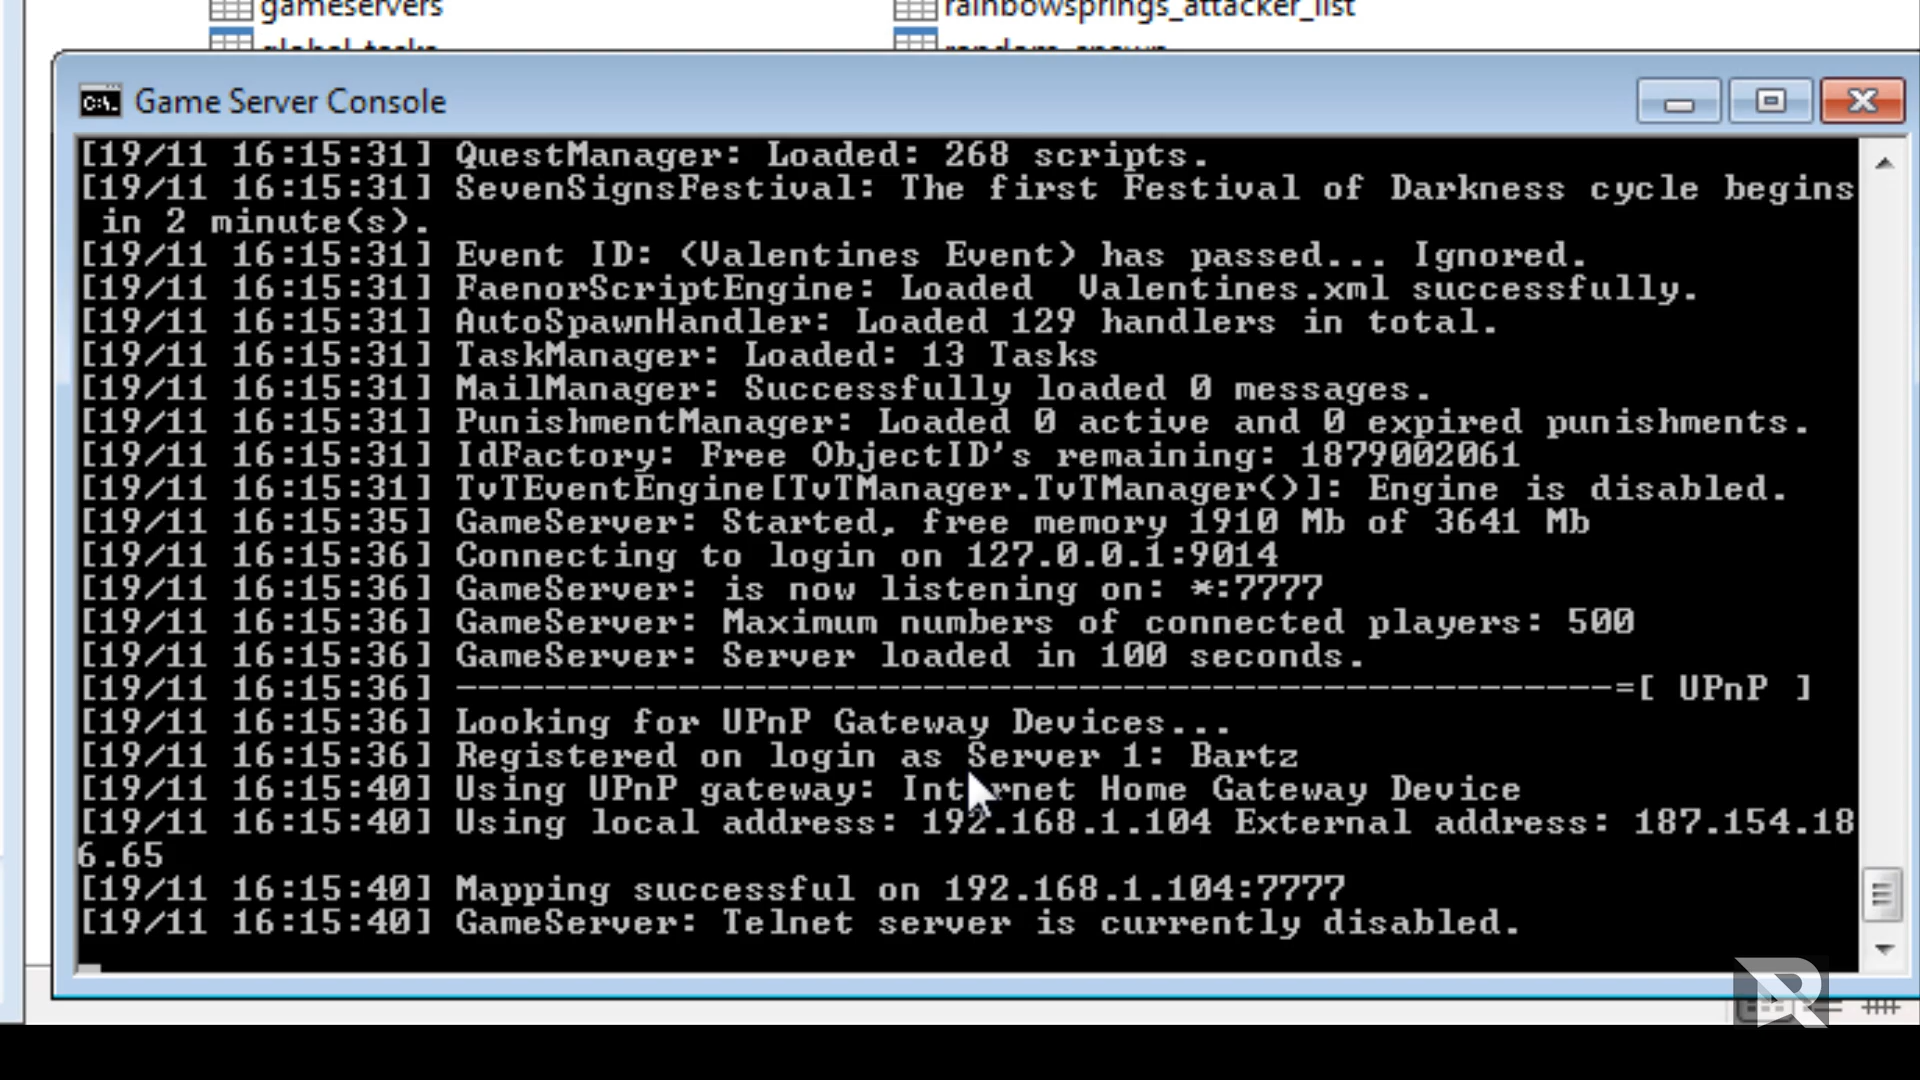 gameservers
rainbowsprings_attacker_list
global_tasks
random_spawn
Game Server Console
[19/11 16:15:31] QuestManager: Loaded: 268 scripts.
[19/11 16:15:31] SevenSignsFestival: The first Festival of Darkness cycle begins
in 2 minute(s).
[19/11 16:15:31] Event ID: (Valentines Event) has passed... Ignored.
[19/11 16:15:31] FaenorScriptEngine: Loaded  Valentines.xml successfully.
[19/11 16:15:31] AutoSpawnHandler: Loaded 129 handlers in total.
[19/11 16:15:31] TaskManager: Loaded: 13 Tasks
[19/11 16:15:31] MailManager: Successfully loaded 0 messages.
[19/11 16:15:31] PunishmentManager: Loaded 0 active and 0 expired punishments.
[19/11 16:15:31] IdFactory: Free ObjectID's remaining: 1879002061
[19/11 16:15:31] TvTEventEngine[TvTManager.TvTManager()]: Engine is disabled.
[19/11 16:15:35] GameServer: Started, free memory 1910 Mb of 3641 Mb
[19/11 16:15:36] Connecting to login on 127.0.0.1:9014
[19/11 16:15:36] GameServer: is now listening on: *:7777
[19/11 16:15:36] GameServer: Maximum numbers of connected players: 500
[19/11 16:15:36] GameServer: Server loaded in 100 seconds.
[19/11 16:15:36] ----------------------------------------------------=[ UPnP ]
[19/11 16:15:36] Looking for UPnP Gateway Devices...
[19/11 16:15:36] Registered on login as Server 1: Bartz
[19/11 16:15:40] Using UPnP gateway: Internet Home Gateway Device
[19/11 16:15:40] Using local address: 192.168.1.104 External address: 187.154.18
6.65
[19/11 16:15:40] Mapping successful on 192.168.1.104:7777
[19/11 16:15:40] GameServer: Telnet server is currently disabled.